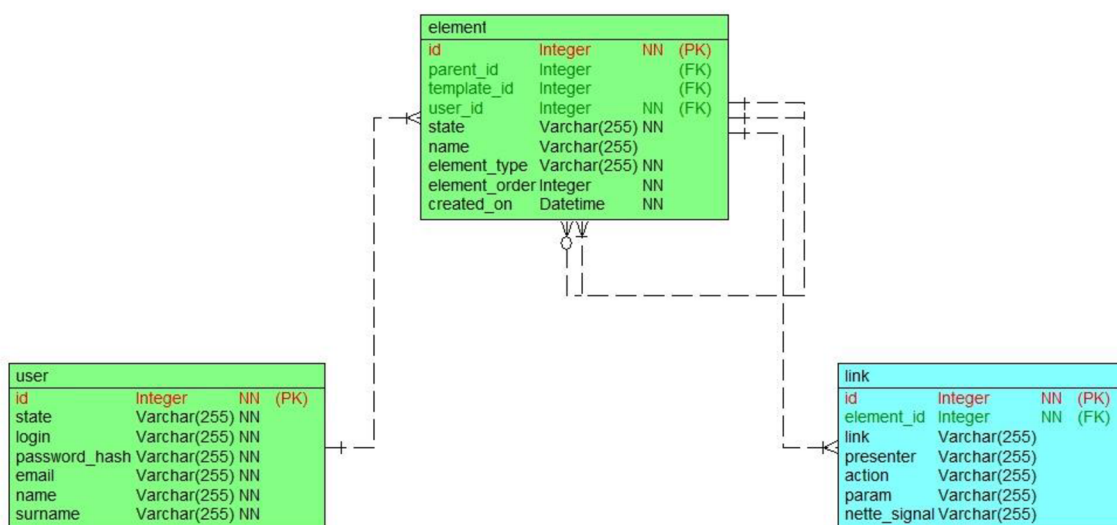 element
id Integer NN (PK)
parent_id Integer (FK)
template_id Integer (FK)
user_id Integer NN (FK)
state Varchar(255) NN
name Varchar(255)
element_type Varchar(255) NN
element_order Integer NN
created_on Datetime NN
user
id Integer NN (PK)
state Varchar(255) NN
login Varchar(255) NN
password_hash Varchar(255) NN
email Varchar(255) NN
name Varchar(255) NN
surname Varchar(255) NN
link
id Integer NN (PK)
element_id Integer NN (FK)
link Varchar(255)
presenter Varchar(255)
action Varchar(255)
param Varchar(255)
nette_signal Varchar(255)